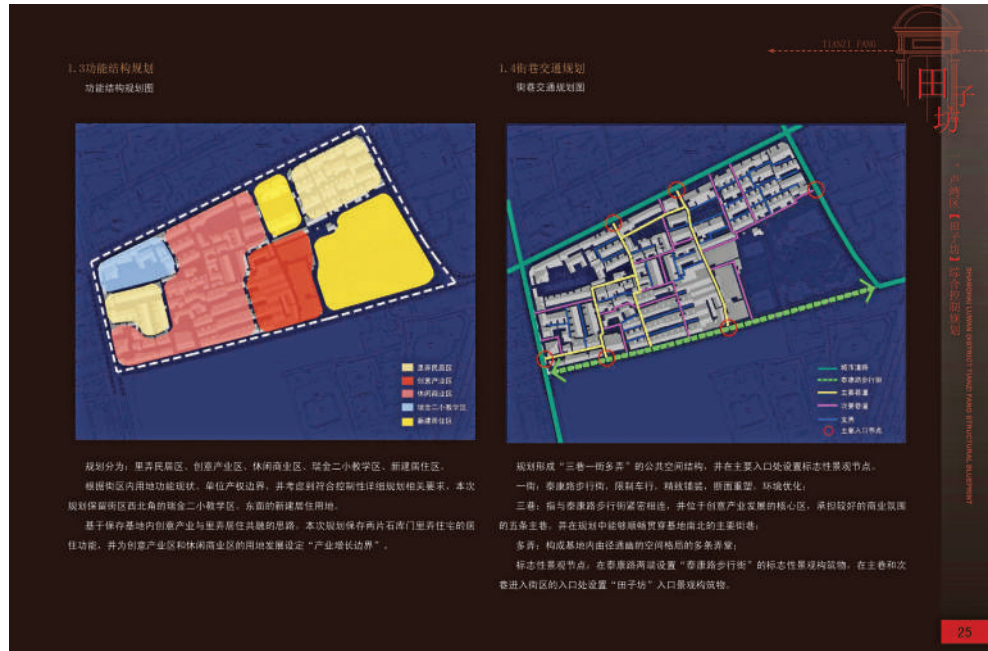 TIANZI FANG
田子坊
1.3功能结构规划
功能结构规划图
里弄民居区
创意产业区
休闲商业区
瑞金二小教学区
新建居住区
规划分为：里弄民居区、创意产业区、休闲商业区、瑞金二小教学区、新建居住区。
根据街区内用地功能现状、单位产权边界，并考虑到符合控制性详细规划相关要求，本次
规划保留街区西北角的瑞金二小教学区，东面的新建居住用地。
基于保存基地内创意产业与里弄居住共融的思路，本次规划保存两片石库门里弄住宅的居
住功能，并为创意产业区和休闲商业区的用地发展设定“产业增长边界”。
1.4街巷交通规划
街巷交通规划图
城市道路
泰康路步行街
主要巷道
次要巷道
支弄
主要入口节点
规划形成“三巷一街多弄”的公共空间结构，并在主要入口处设置标志性景观节点。
一街：泰康路步行街，限制车行，精致铺装，断面重塑，环境优化；
三巷：指与泰康路步行街紧密相连，并位于创意产业发展的核心区，承担较好的商业氛围
的五条主巷，并在规划中能够顺畅贯穿基地南北的主要街巷；
多弄：构成基地内曲径通幽的空间格局的多条弄堂；
标志性景观节点：在泰康路两端设置“泰康路步行街”的标志性景观构筑物，在主巷和次
巷进入街区的入口处设置“田子坊”入口景观构筑物。
卢湾区【田子坊】综合控制规划
SHANGHAI LUWAN DISTRICT TIANZI FANG STRUCTURAL BLUEPRINT
25